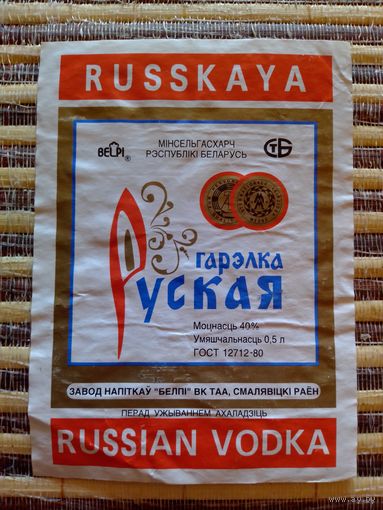 RUSSKAYA
BELPI ®
МІНСЕЛЬГАСХАРЧ
РЭСПУБЛІКІ БЕЛАРУСЬ
СТБ
гарэлка
Руская
Моцнасць 40%
Умяшчальнасць 0,5 л
ГОСТ 12712-80
ЗАВОД НАПІТКАЎ "БЕЛПІ" ВК ТАА, СМАЛЯВІЦКІ РАЁН
ПЕРАД УЖЫВАННЕМ АХАЛАДЗІЦЬ
RUSSIAN VODKA